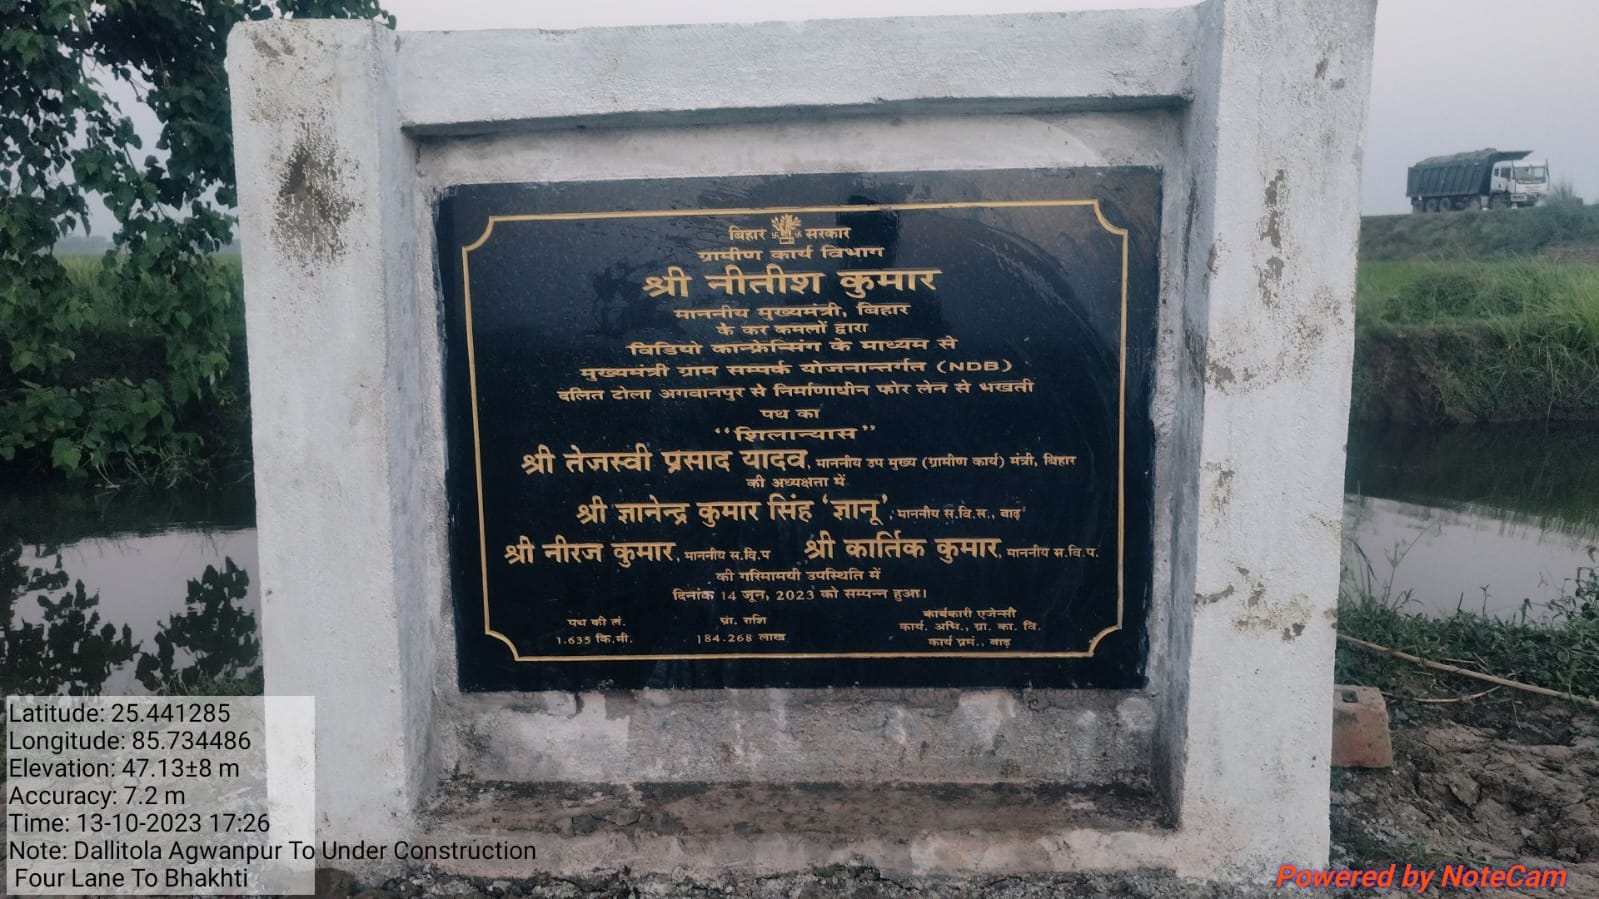 बिहार सरकार
ग्रामीण कार्य विभाग
श्री नीतीश कुमार
माननीय मुख्यमंत्री, बिहार
के कर कमलों द्वारा
विडियो कान्फ्रेन्सिंग के माध्यम से
मुख्यमंत्री ग्राम सम्पर्क योजनान्तर्गत (NDB)
दलित टोला अगवानपुर से निर्माणाधीन फोर लेन से भखती
पथ का
“शिलान्यास”
श्री तेजस्वी प्रसाद यादव, माननीय उप मुख्य (ग्रामीण कार्य) मंत्री, बिहार
की अध्यक्षता में
श्री ज्ञानेन्द्र कुमार सिंह 'ज्ञानू', माननीय स.वि.स., बाढ़
श्री नीरज कुमार, माननीय स.वि.प श्री कार्तिक कुमार, माननीय स.वि.प.
की गरिमामयी उपस्थिति में
दिनांक 14 जून, 2023 को सम्पन्न हुआ।
पथ की लं. प्रा. राशि कार्यकारी एजेन्सी
1.635 कि.मी. 184.268 लाख कार्य. अभि., ग्रा. का. वि.
कार्य प्रमं., बाढ़
Latitude: 25.441285
Longitude: 85.734486
Elevation: 47.13±8 m
Accuracy: 7.2 m
Time: 13-10-2023 17:26
Note: Dallitola Agwanpur To Under Construction
Four Lane To Bhakhti
Powered by NoteCam